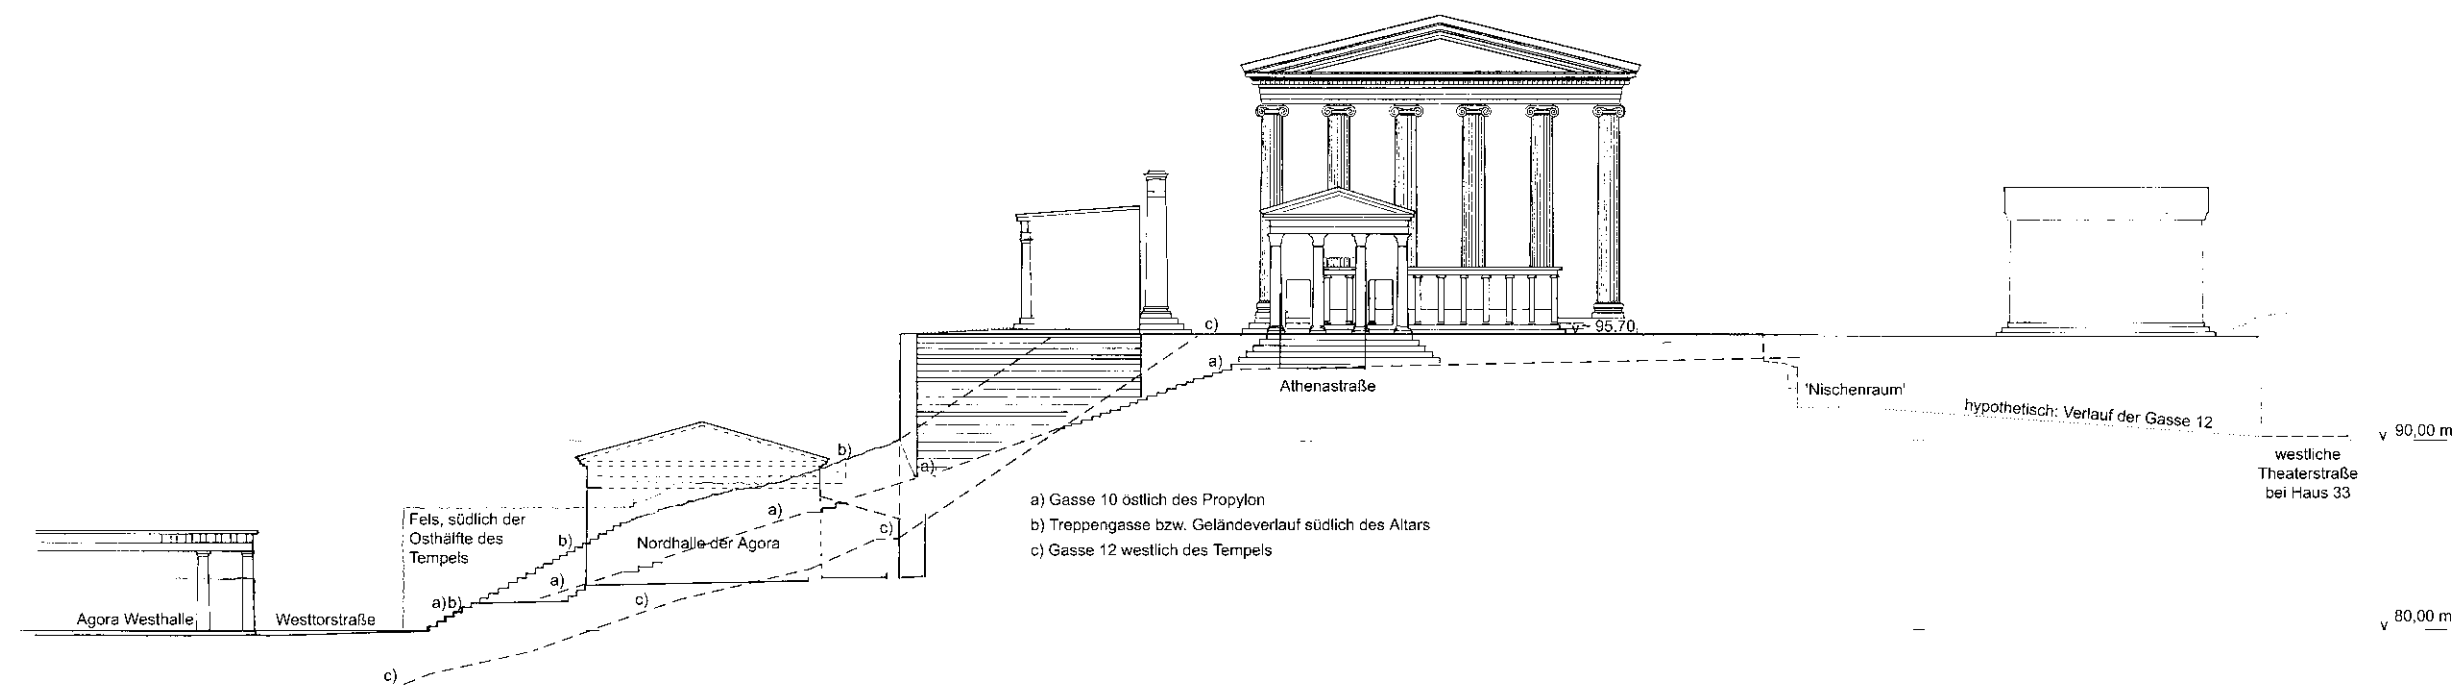 c)
v ~ 95.70
a)
Athenastraße
'Nischenraum'
hypothetisch: Verlauf der Gasse 12
v 90,00 m
b)
a)
westliche
Theaterstraße
bei Haus 33
a) Gasse 10 östlich des Propylon
b) Treppengasse bzw. Geländeverlauf südlich des Altars
c) Gasse 12 westlich des Tempels
Fels, südlich der
Osthälfte des
Tempels
a)
c)
b)
Nordhalle der Agora
a)
c)
a)b)
Agora Westhalle
Westtorstraße
v 80,00 m
c)